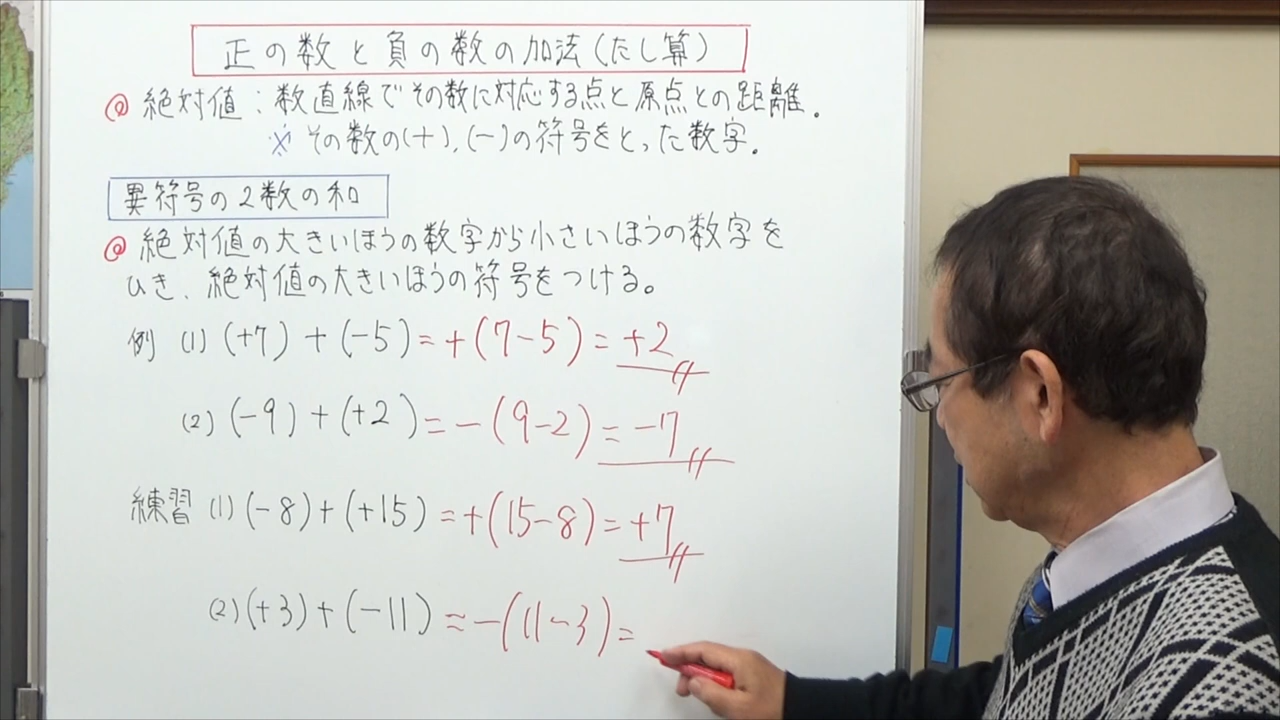 正の数と負の数の加法(たし算)
◎ 絶対値:数直線でその数に対応する点と原点との距離.
※ その数の(+),(−)の符号をとった数字.
異符号の2数の和
◎ 絶対値の大きいほうの数字から小さいほうの数字を
ひき、絶対値の大きいほうの符号をつける。
例 (1) (+7) + (−5) = +(7−5) = +2
(2) (−9) + (+2) = −(9−2) = −7
練習 (1) (−8)+(+15) = +(15−8) = +7
(2) (+3)+(−11) = −(11−3) =